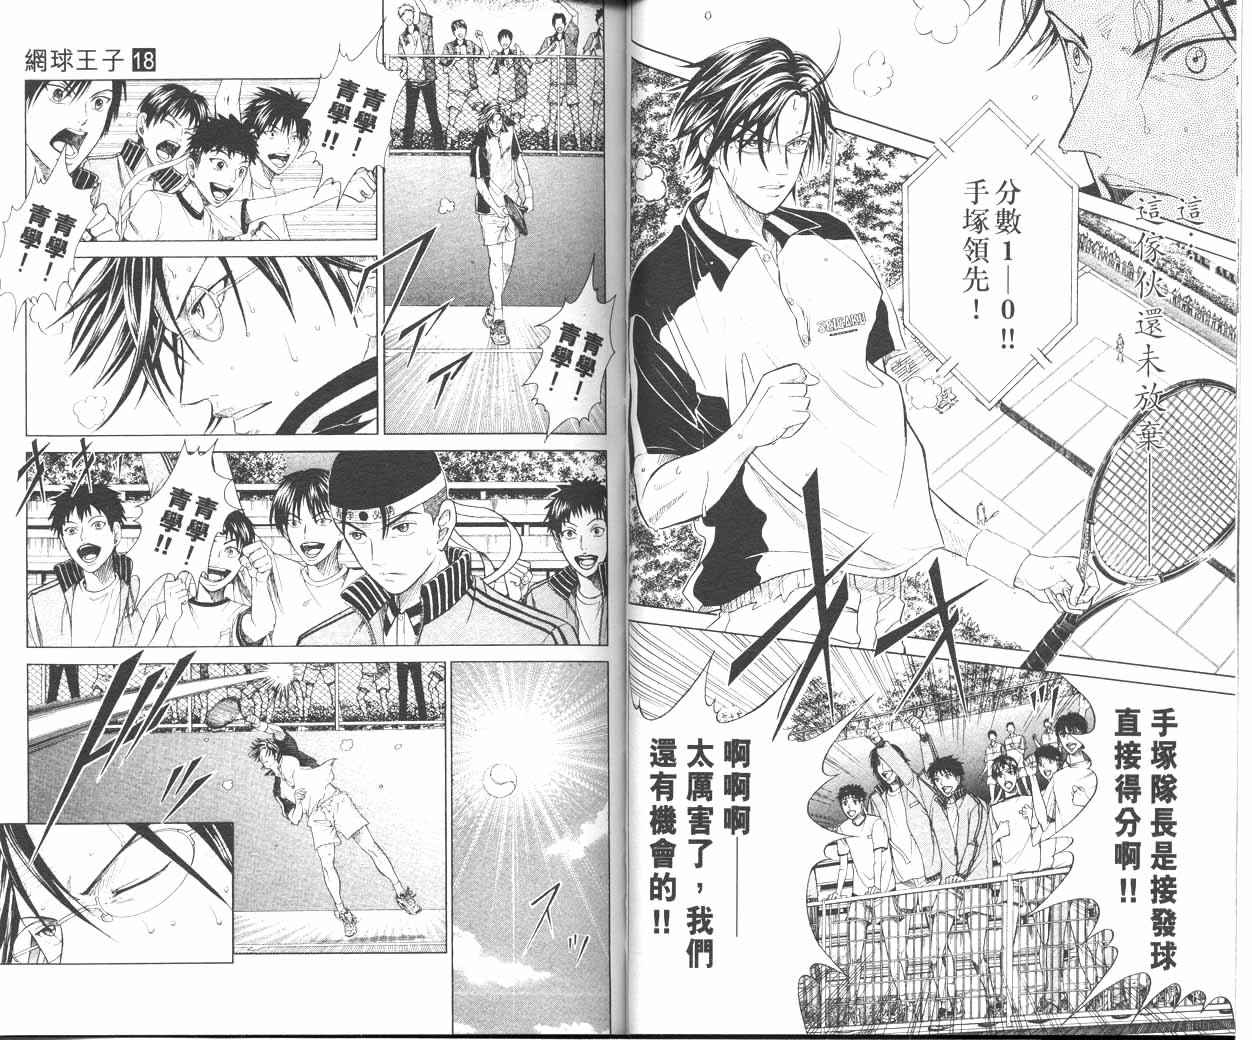 這…
這傢伙還未放棄——
分數1—0!!
手塚領先！
SEIGAKU
手塚隊長是接發球
直接得分啊!!
啊啊啊——
太厲害了，我們
還有機會的!!
網球王子 18
青學！
青學！
青學！
青學!!
青學！
青學！
青學！
青學!!